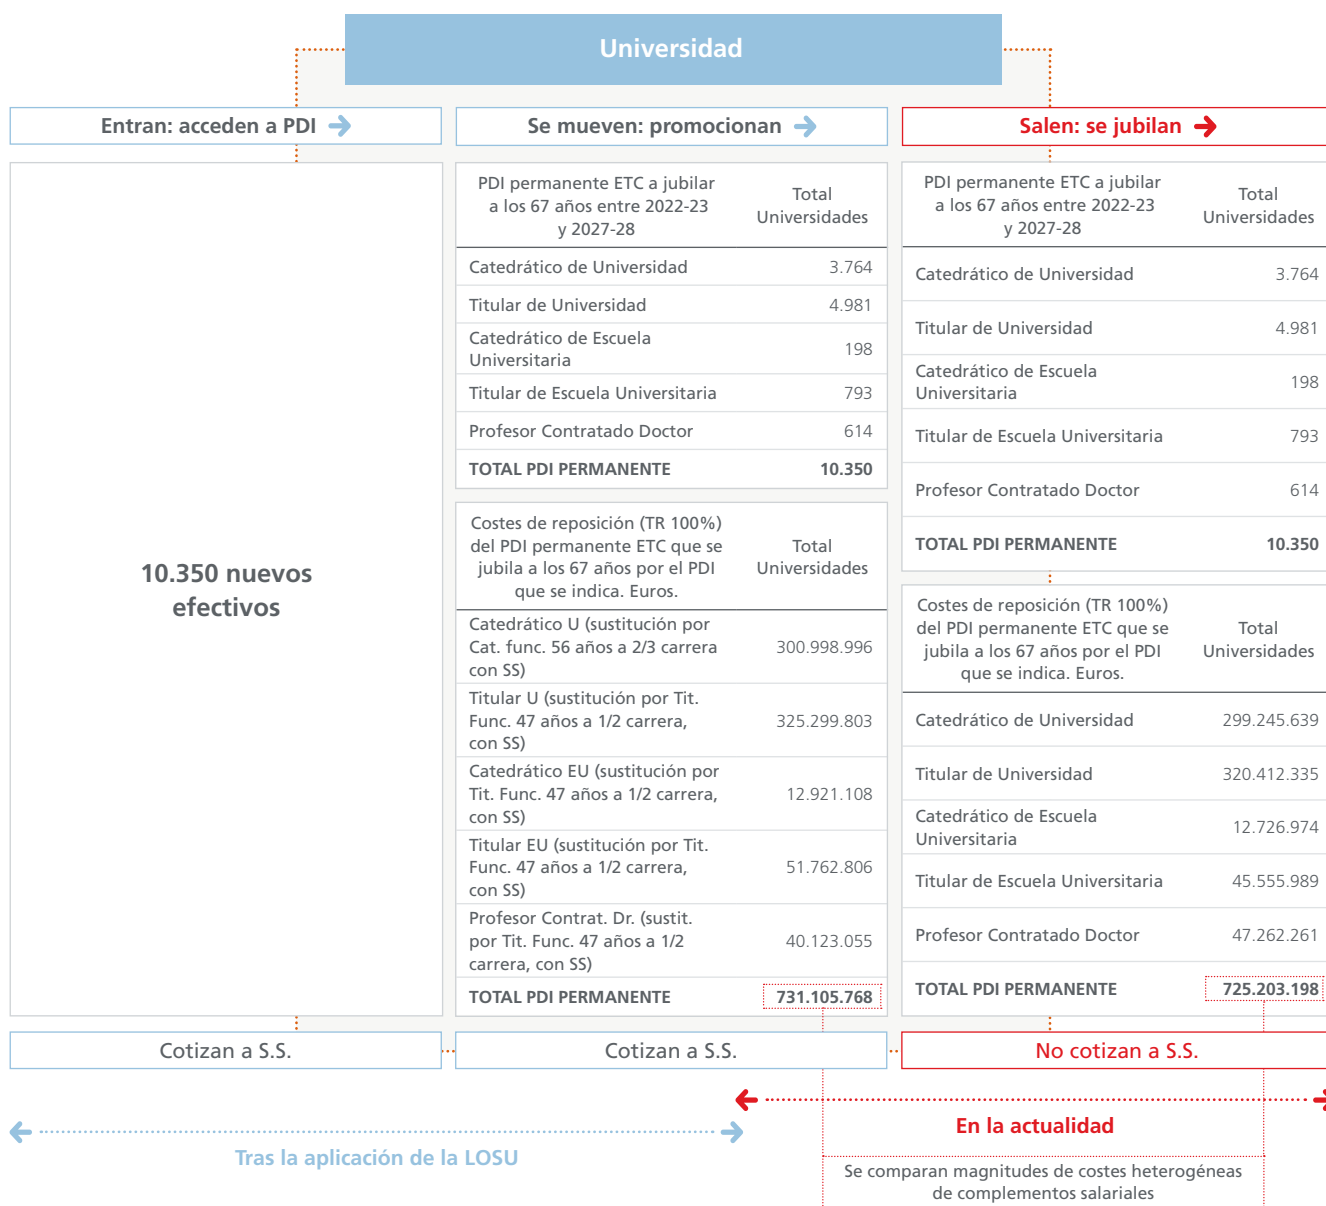 Universidad
Entran: acceden a PDI
10.350 nuevos
efectivos
Cotizan a S.S.
Se mueven: promocionan
PDI permanente ETC a jubilar
a los 67 años entre 2022-23
y 2027-28
Total
Universidades
Catedrático de Universidad 3.764
Titular de Universidad 4.981
Catedrático de Escuela
Universitaria 198
Titular de Escuela Universitaria 793
Profesor Contratado Doctor 614
TOTAL PDI PERMANENTE 10.350
Costes de reposición (TR 100%)
del PDI permanente ETC que se
jubila a los 67 años por el PDI
que se indica. Euros.
Total
Universidades
Catedrático U (sustitución por
Cat. func. 56 años a 2/3 carrera 300.998.996
con SS)
Titular U (sustitución por Tit.
Func. 47 años a 1/2 carrera, 325.299.803
con SS)
Catedrático EU (sustitución por
Tit. Func. 47 años a 1/2 carrera, 12.921.108
con SS)
Titular EU (sustitución por Tit.
Func. 47 años a 1/2 carrera, 51.762.806
con SS)
Profesor Contrat. Dr. (sustit.
por Tit. Func. 47 años a 1/2 40.123.055
carrera, con SS)
TOTAL PDI PERMANENTE 731.105.768
Cotizan a S.S.
Salen: se jubilan
PDI permanente ETC a jubilar
a los 67 años entre 2022-23
y 2027-28
Total
Universidades
Catedrático de Universidad 3.764
Titular de Universidad 4.981
Catedrático de Escuela
Universitaria 198
Titular de Escuela Universitaria 793
Profesor Contratado Doctor 614
TOTAL PDI PERMANENTE 10.350
Costes de reposición (TR 100%)
del PDI permanente ETC que se
jubila a los 67 años por el PDI
que se indica. Euros.
Total
Universidades
Catedrático de Universidad 299.245.639
Titular de Universidad 320.412.335
Catedrático de Escuela
Universitaria 12.726.974
Titular de Escuela Universitaria 45.555.989
Profesor Contratado Doctor 47.262.261
TOTAL PDI PERMANENTE 725.203.198
No cotizan a S.S.
En la actualidad
Tras la aplicación de la LOSU
Se comparan magnitudes de costes heterogéneas
de complementos salariales